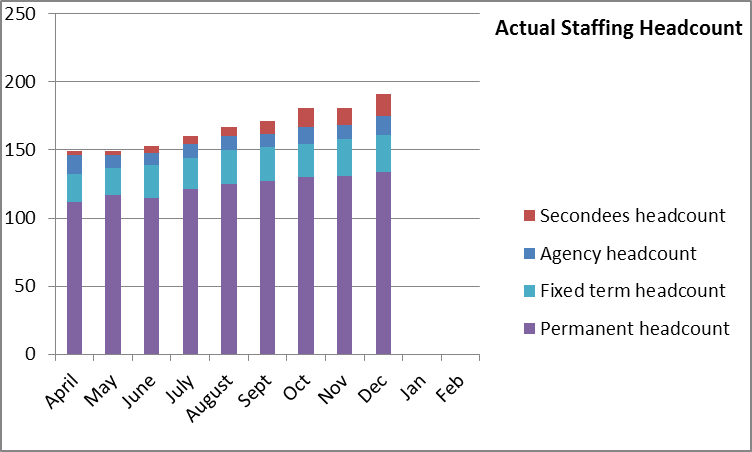 Actual Staffing Headcount
250
200
150
100
50
0
April
May
June
July
August
Sept
Oct
Nov
Dec
Jan
Feb
Secondees headcount
Agency headcount
Fixed term headcount
Permanent headcount